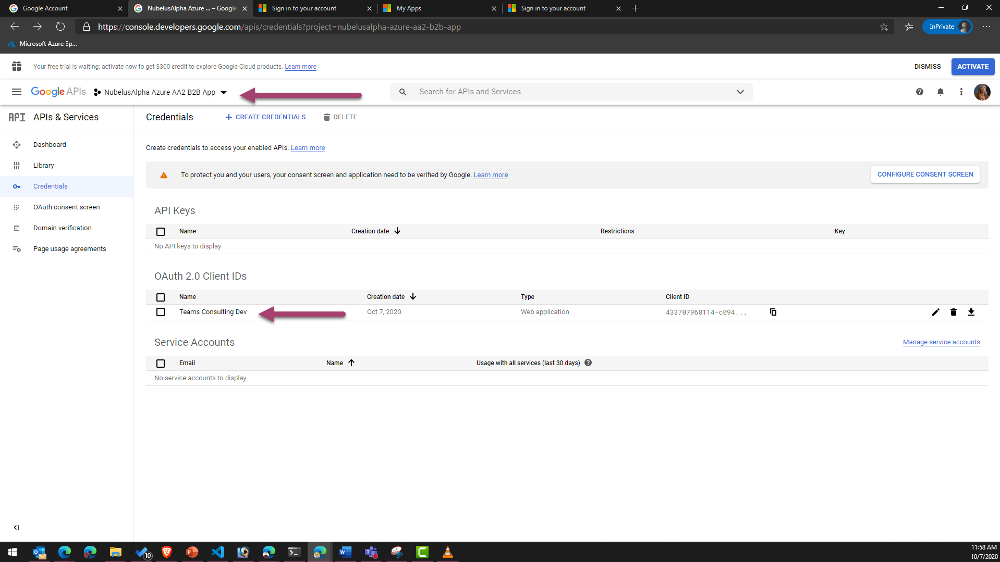 Google Account
NubelusAlpha Azure ... – Google
Sign in to your account
My Apps
Sign in to your account
https://console.developers.google.com/apis/credentials?project=nubelusalpha-azure-aa2-b2b-app
InPrivate
Microsoft Azure Sp...
Your free trial is waiting: activate now to get $300 credit to explore Google Cloud products. Learn more
DISMISS
ACTIVATE
Google APIs
NubelusAlpha Azure AA2 B2B App
Search for APIs and Services
API APIs & Services
Credentials
CREATE CREDENTIALS
DELETE
Dashboard
Library
Credentials
OAuth consent screen
Domain verification
Page usage agreements
Create credentials to access your enabled APIs. Learn more
To protect you and your users, your consent screen and application need to be verified by Google. Learn more
CONFIGURE CONSENT SCREEN
API Keys
Name Creation date Restrictions Key
No API keys to display
OAuth 2.0 Client IDs
Name Creation date Type Client ID
Teams Consulting Dev Oct 7, 2020 Web application 433707968114-c094...
Service Accounts
Manage service accounts
Email Name Usage with all services (last 30 days)
No service accounts to display
10
11:58 AM
10/7/2020